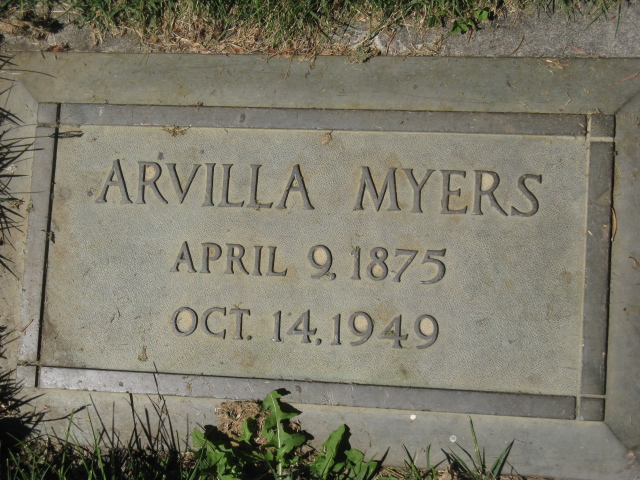 ARVILLA MYERS
APRIL 9, 1875
OCT. 14, 1949